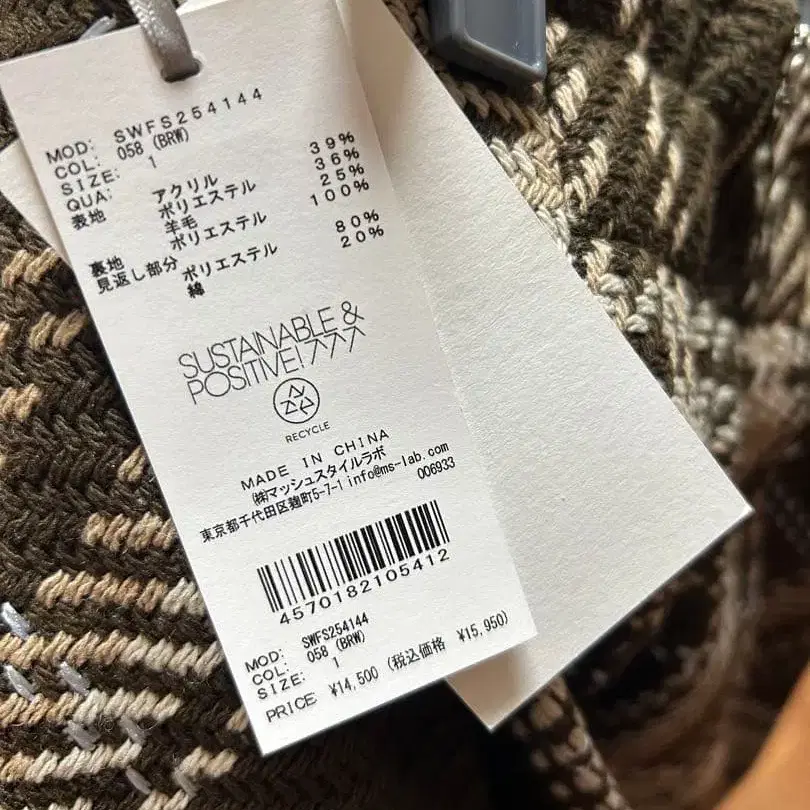 MOD: SWFS254144
COL: 058 (BRW)
SIZE: 1
QUA:
表地 アクリル 39%
ポリエステル 36%
羊毛 25%
裏地 ポリエステル 100%
見返し部分 ポリエステル 80%
綿 20%
SUSTAINABLE &
POSITIVE!
RECYCLE
MADE IN CHINA
㈱マッシュスタイルラボ
東京都千代田区麹町5-7-1 info@ms-lab.com
006933
4570182105412
MOD: SWFS254144
COL: 058 (BRW)
SIZE: 1
PRICE ¥14,500 (税込価格 ¥15,950)